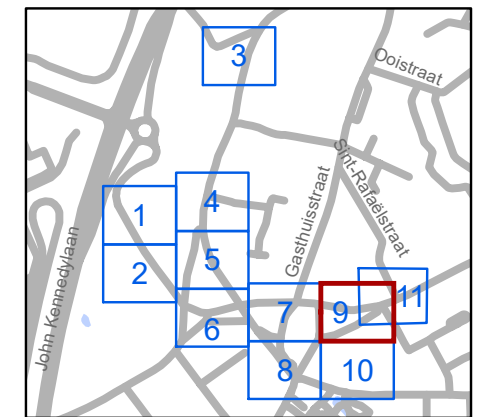 3
Ooistraat
Sint-Rafaëlstraat
4
1
Gasthuisstraat
5
2
John Kennedylaan
11
9
7
6
10
8